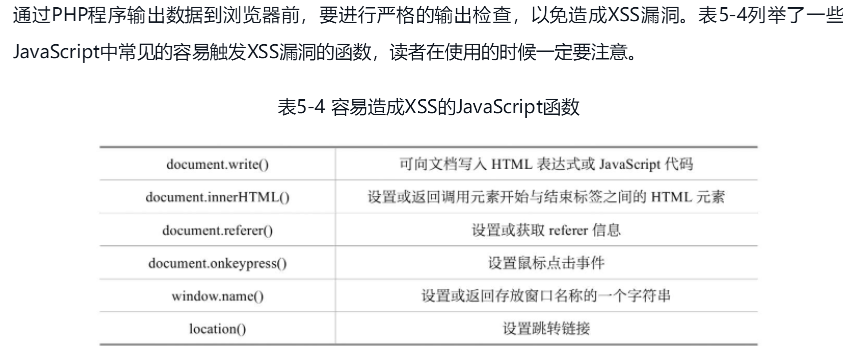 通过PHP程序输出数据到浏览器前，要进行严格的输出检查，以免造成XSS漏洞。表5-4列举了一些
JavaScript中常见的容易触发XSS漏洞的函数，读者在使用的时候一定要注意。
表5-4 容易造成XSS的JavaScript函数
document.write() 可向文档写入 HTML 表达式或 JavaScript 代码
document.innerHTML() 设置或返回调用元素开始与结束标签之间的 HTML 元素
document.referer() 设置或获取 referer 信息
document.onkeypress() 设置鼠标点击事件
window.name() 设置或返回存放窗口名称的一个字符串
location() 设置跳转链接